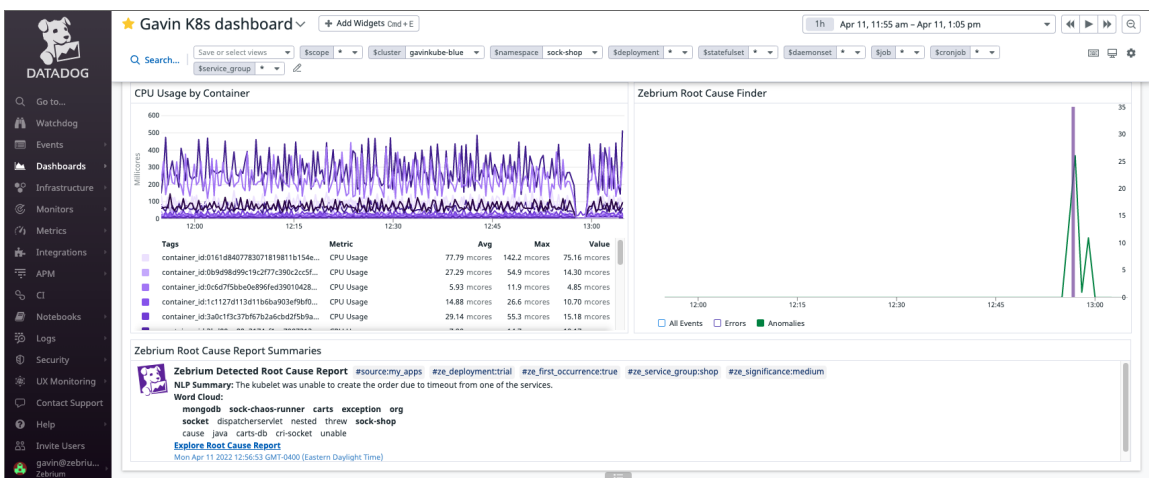 DATADOG
Go to...
Watchdog
Events
Dashboards
Infrastructure
Monitors
Metrics
Integrations
APM
CI
Notebooks
Logs
Security
UX Monitoring
Contact Support
Help
Invite Users
gavin@zebriu...
Zebrium
Gavin K8s dashboard
+ Add Widgets Cmd+E
1h Apr 11, 11:55 am – Apr 11, 1:05 pm
Search...
Save or select views $scope * $cluster gavinkube-blue $namespace sock-shop $deployment * $statefulset * $daemonset * $job * $cronjob *
$service_group *
CPU Usage by Container
600
500
400
300
200
100
0
Millicores
12:00 12:15 12:30 12:45 13:00
Tags Metric Avg Max Value
container_id:0161d8407783071819811b154e... CPU Usage 77.79 mcores 142.2 mcores 75.16 mcores
container_id:0b9d98d99c19c2f77c390c2cc5f... CPU Usage 27.29 mcores 54.9 mcores 14.30 mcores
container_id:0c6d7f5bbe0e896fed39010428... CPU Usage 5.93 mcores 11.9 mcores 4.85 mcores
container_id:1c1127d113d11b6ba903ef9bf0... CPU Usage 14.88 mcores 26.6 mcores 10.70 mcores
container_id:3a0c1f3c37bf67b2a6cbd2f5b9a... CPU Usage 29.14 mcores 55.3 mcores 15.18 mcores
Zebrium Root Cause Finder
35
30
25
20
15
10
5
0
12:00 12:15 12:30 12:45 13:00
All Events Errors Anomalies
Zebrium Root Cause Report Summaries
Zebrium Detected Root Cause Report #source:my_apps #ze_deployment:trial #ze_first_occurrence:true #ze_service_group:shop #ze_significance:medium
NLP Summary: The kubelet was unable to create the order due to timeout from one of the services.
Word Cloud:
mongodb sock-chaos-runner carts exception org
socket dispatcherservlet nested threw sock-shop
cause java carts-db cri-socket unable
Explore Root Cause Report
Mon Apr 11 2022 12:56:53 GMT-0400 (Eastern Daylight Time)